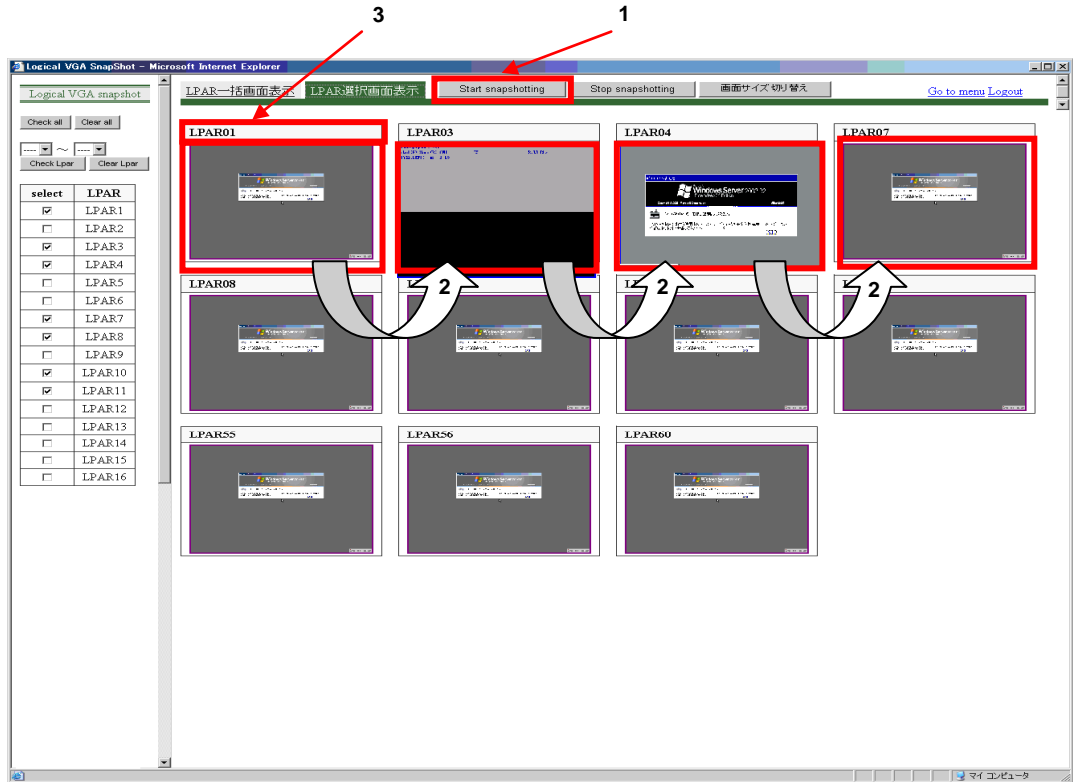 3
1
Logical VGA SnapShot - Microsoft Internet Explorer
Logical VGA snapshot
LPAR一括画面表示
LPAR選択画面表示
Start snapshotting
Stop snapshotting
画面サイズ切り替え
Go to menu Logout
Check all
Clear all
---- ～ ----
Check Lpar
Clear Lpar
select LPAR
LPAR1
LPAR2
LPAR3
LPAR4
LPAR5
LPAR6
LPAR7
LPAR8
LPAR9
LPAR10
LPAR11
LPAR12
LPAR13
LPAR14
LPAR15
LPAR16
LPAR01
LPAR03
LPAR04
LPAR07
Windows Server
2
2
2
LPAR08
LPAR55
LPAR56
LPAR60
マイ コンピュータ